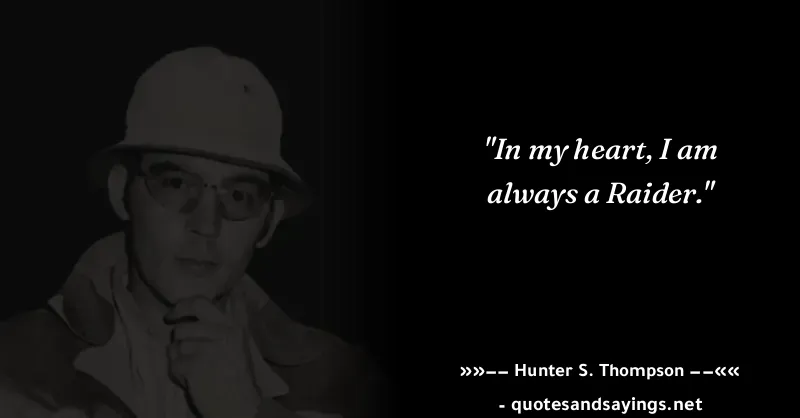 "In my heart, I am
always a Raider."
»»–– Hunter S. Thompson ––««
- quotesandsayings.net